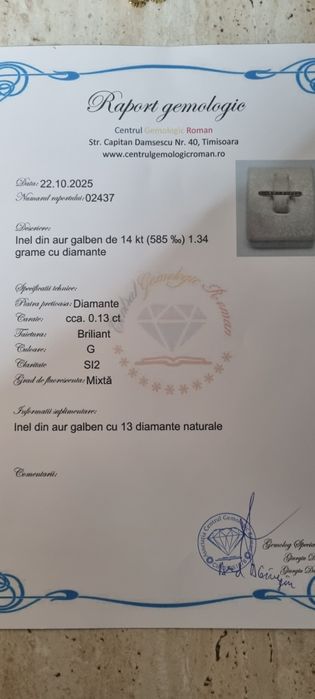 Raport gemologic
Centrul Gemologic Roman
Str. Capitan Damsescu Nr. 40, Timisoara
www.centrulgemologicroman.ro
Data: 22.10.2025
Numarul raportului: 02437
Descriere:
Inel din aur galben de 14 kt (585 ‰) 1.34
grame cu diamante
Specificatii tehnice:
Piatra pretioasa: Diamante
Carate: cca. 0.13 ct
Taietura: Briliant
Culoare: G
Claritate SI2
Grad de fluorescenta: Mixtă
Informatii suplimentare:
Inel din aur galben cu 13 diamante naturale
Comentarii:
Gemolog
Giurgiu
Giurgiu